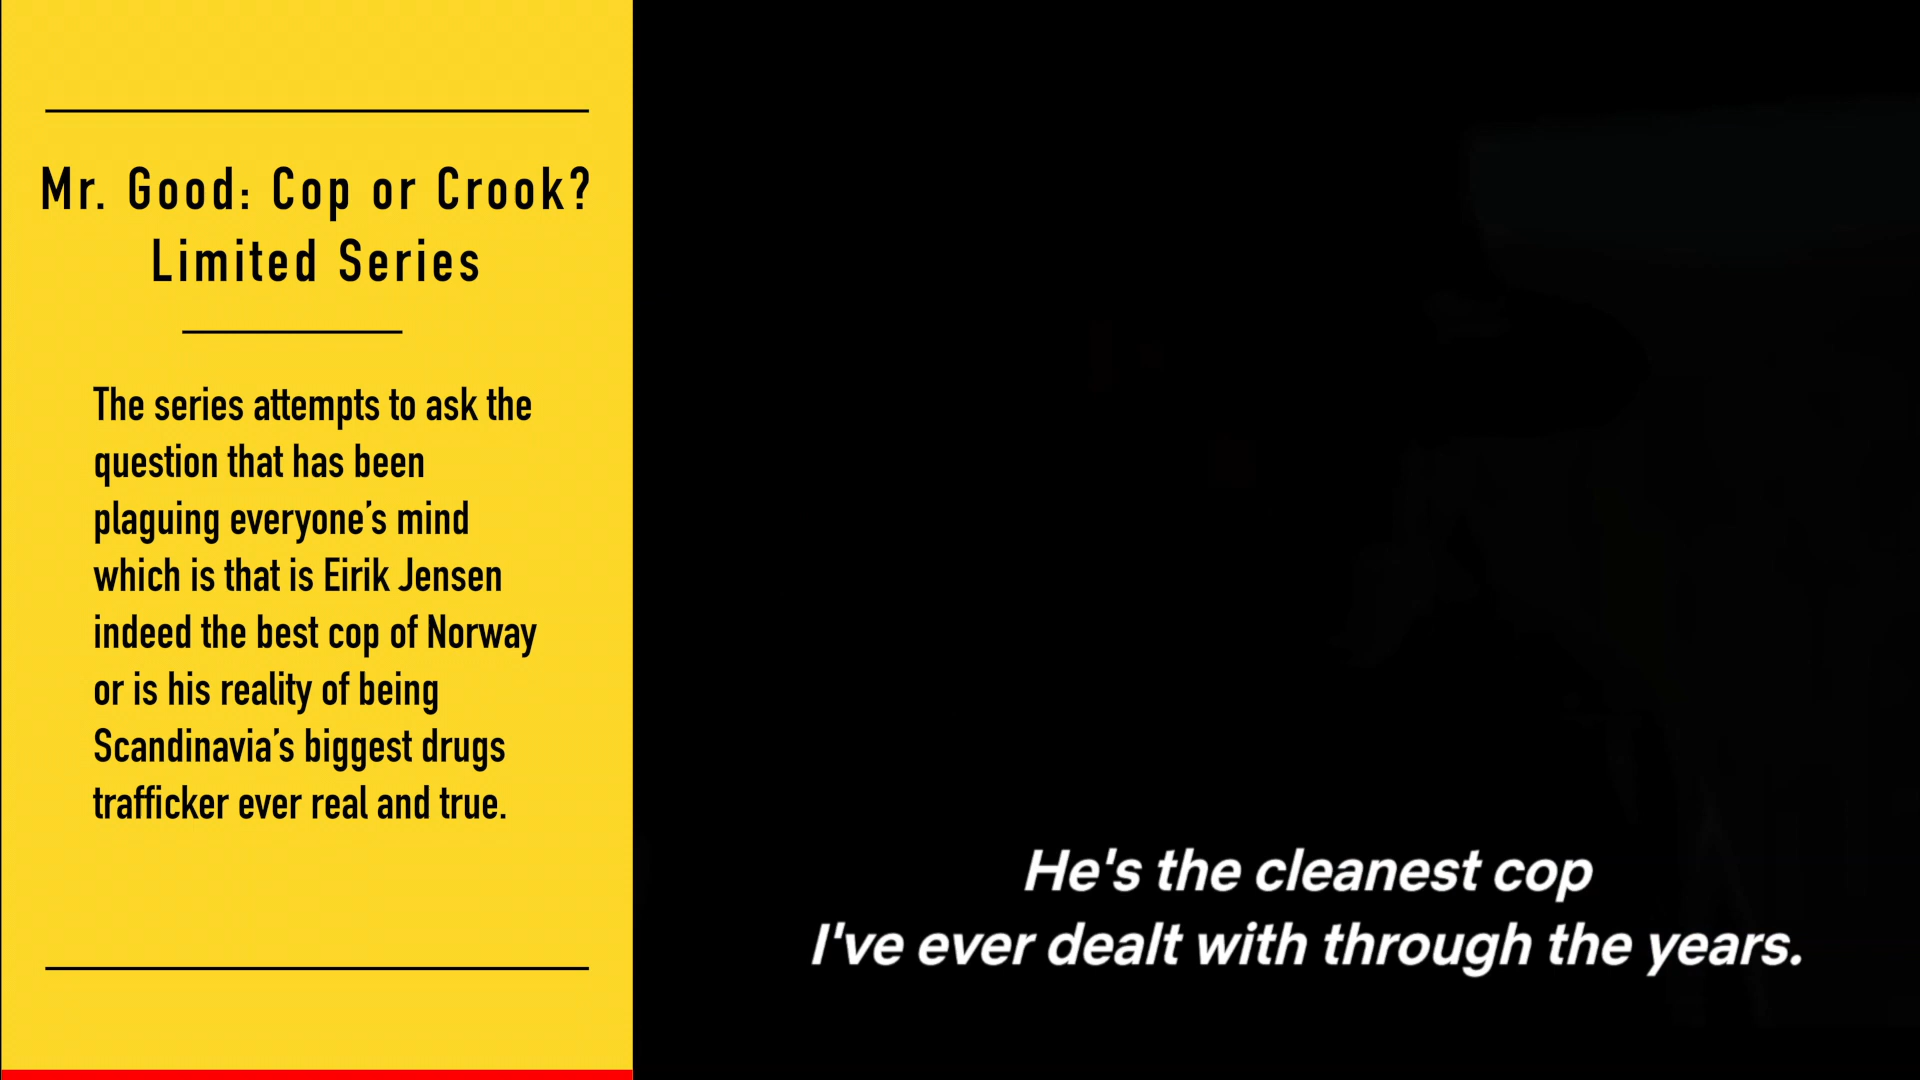 Mr. Good: Cop or Crook?
Limited Series
The series attempts to ask the
question that has been
plaguing everyone’s mind
which is that is Eirik Jensen
indeed the best cop of Norway
or is his reality of being
Scandinavia’s biggest drugs
trafficker ever real and true.
He's the cleanest cop
I've ever dealt with through the years.